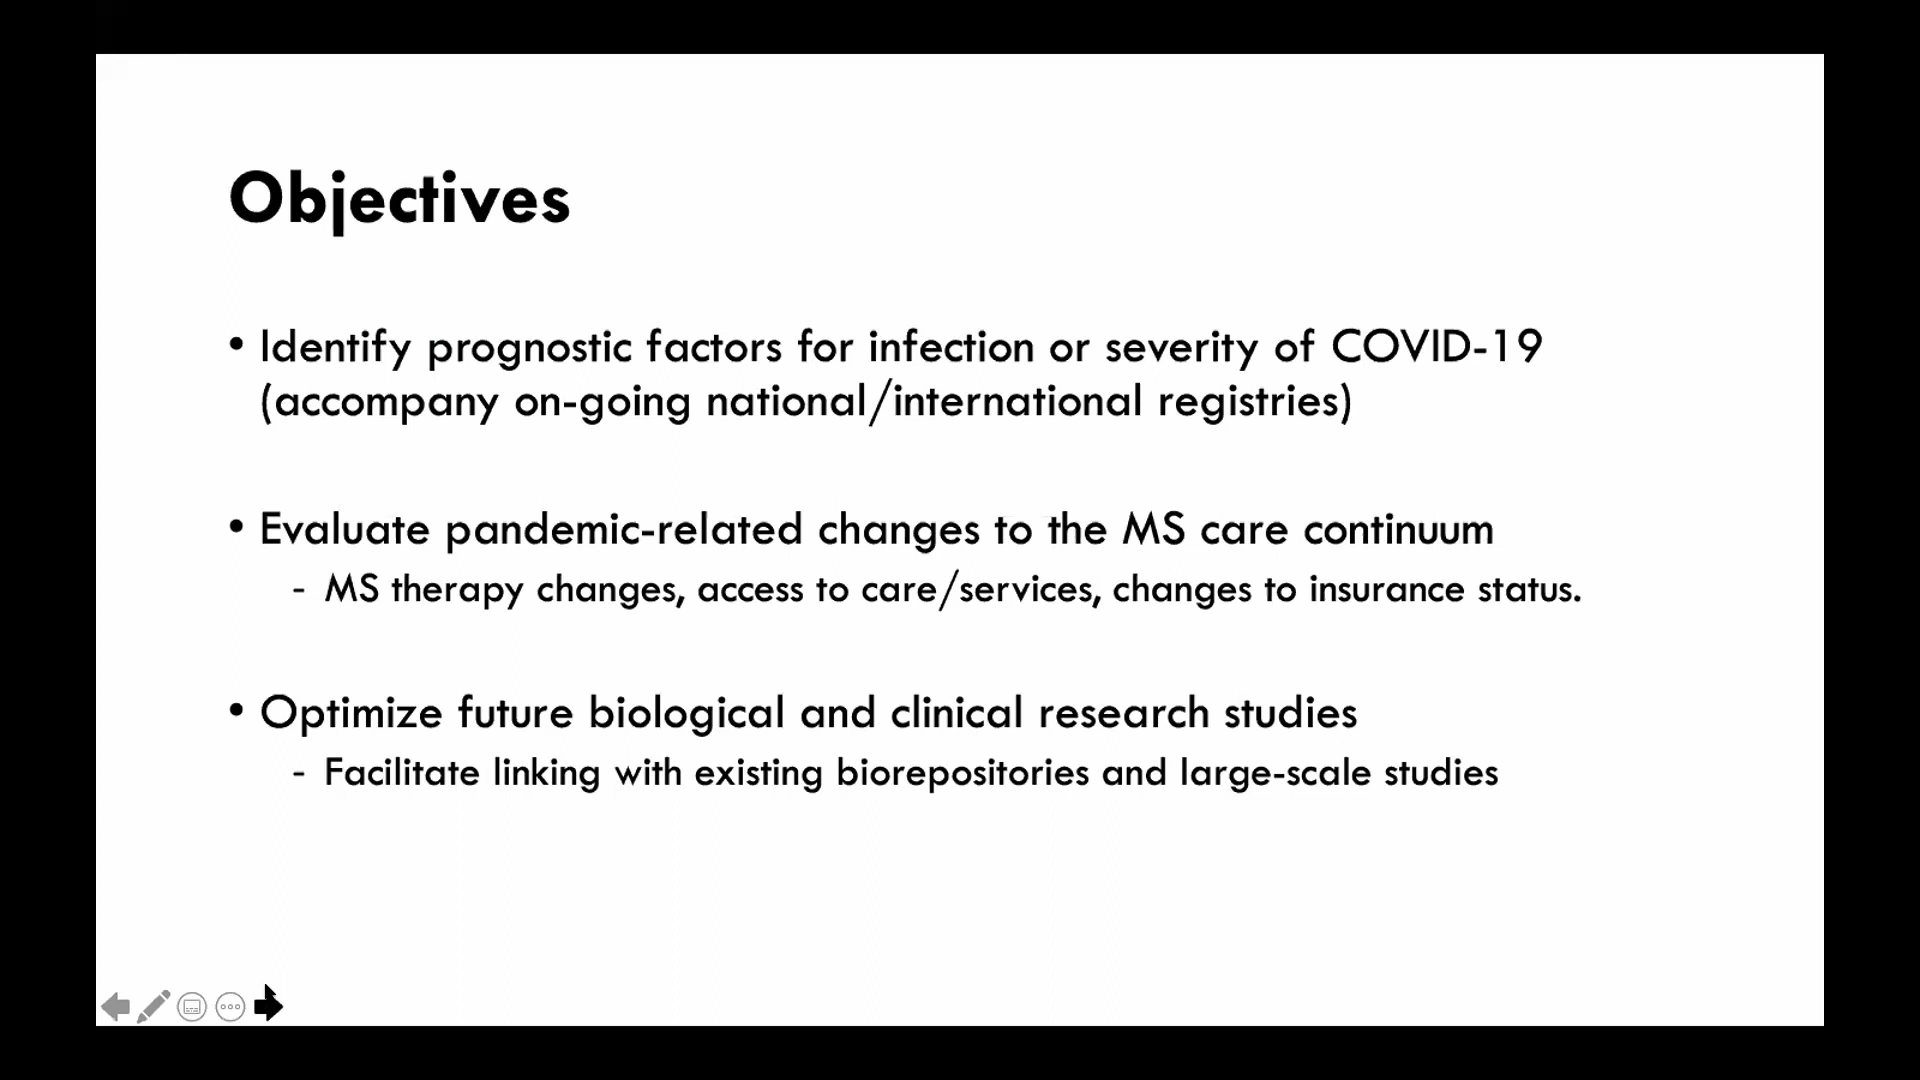 Objectives
• Identify prognostic factors for infection or severity of COVID-19
(accompany on-going national/international registries)
• Evaluate pandemic-related changes to the MS care continuum
- MS therapy changes, access to care/services, changes to insurance status.
• Optimize future biological and clinical research studies
- Facilitate linking with existing biorepositories and large-scale studies